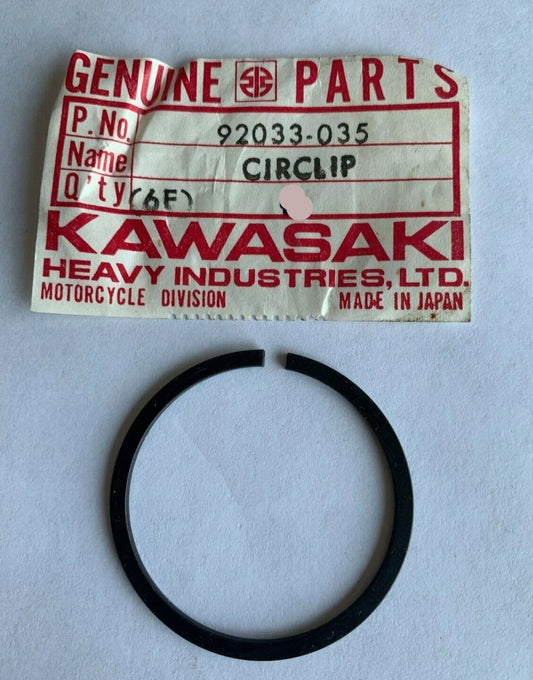 GENUINE PARTS
P. No. 92033-035
Name CIRCLIP
Q'ty (6F)
KAWASAKI
HEAVY INDUSTRIES, LTD.
MOTORCYCLE DIVISION MADE IN JAPAN